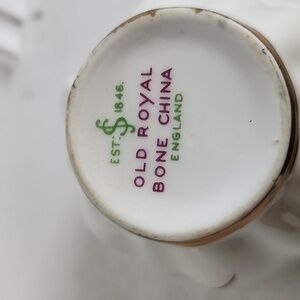 EST: S 1846.
OLD ROYAL
BONE CHINA
ENGLAND